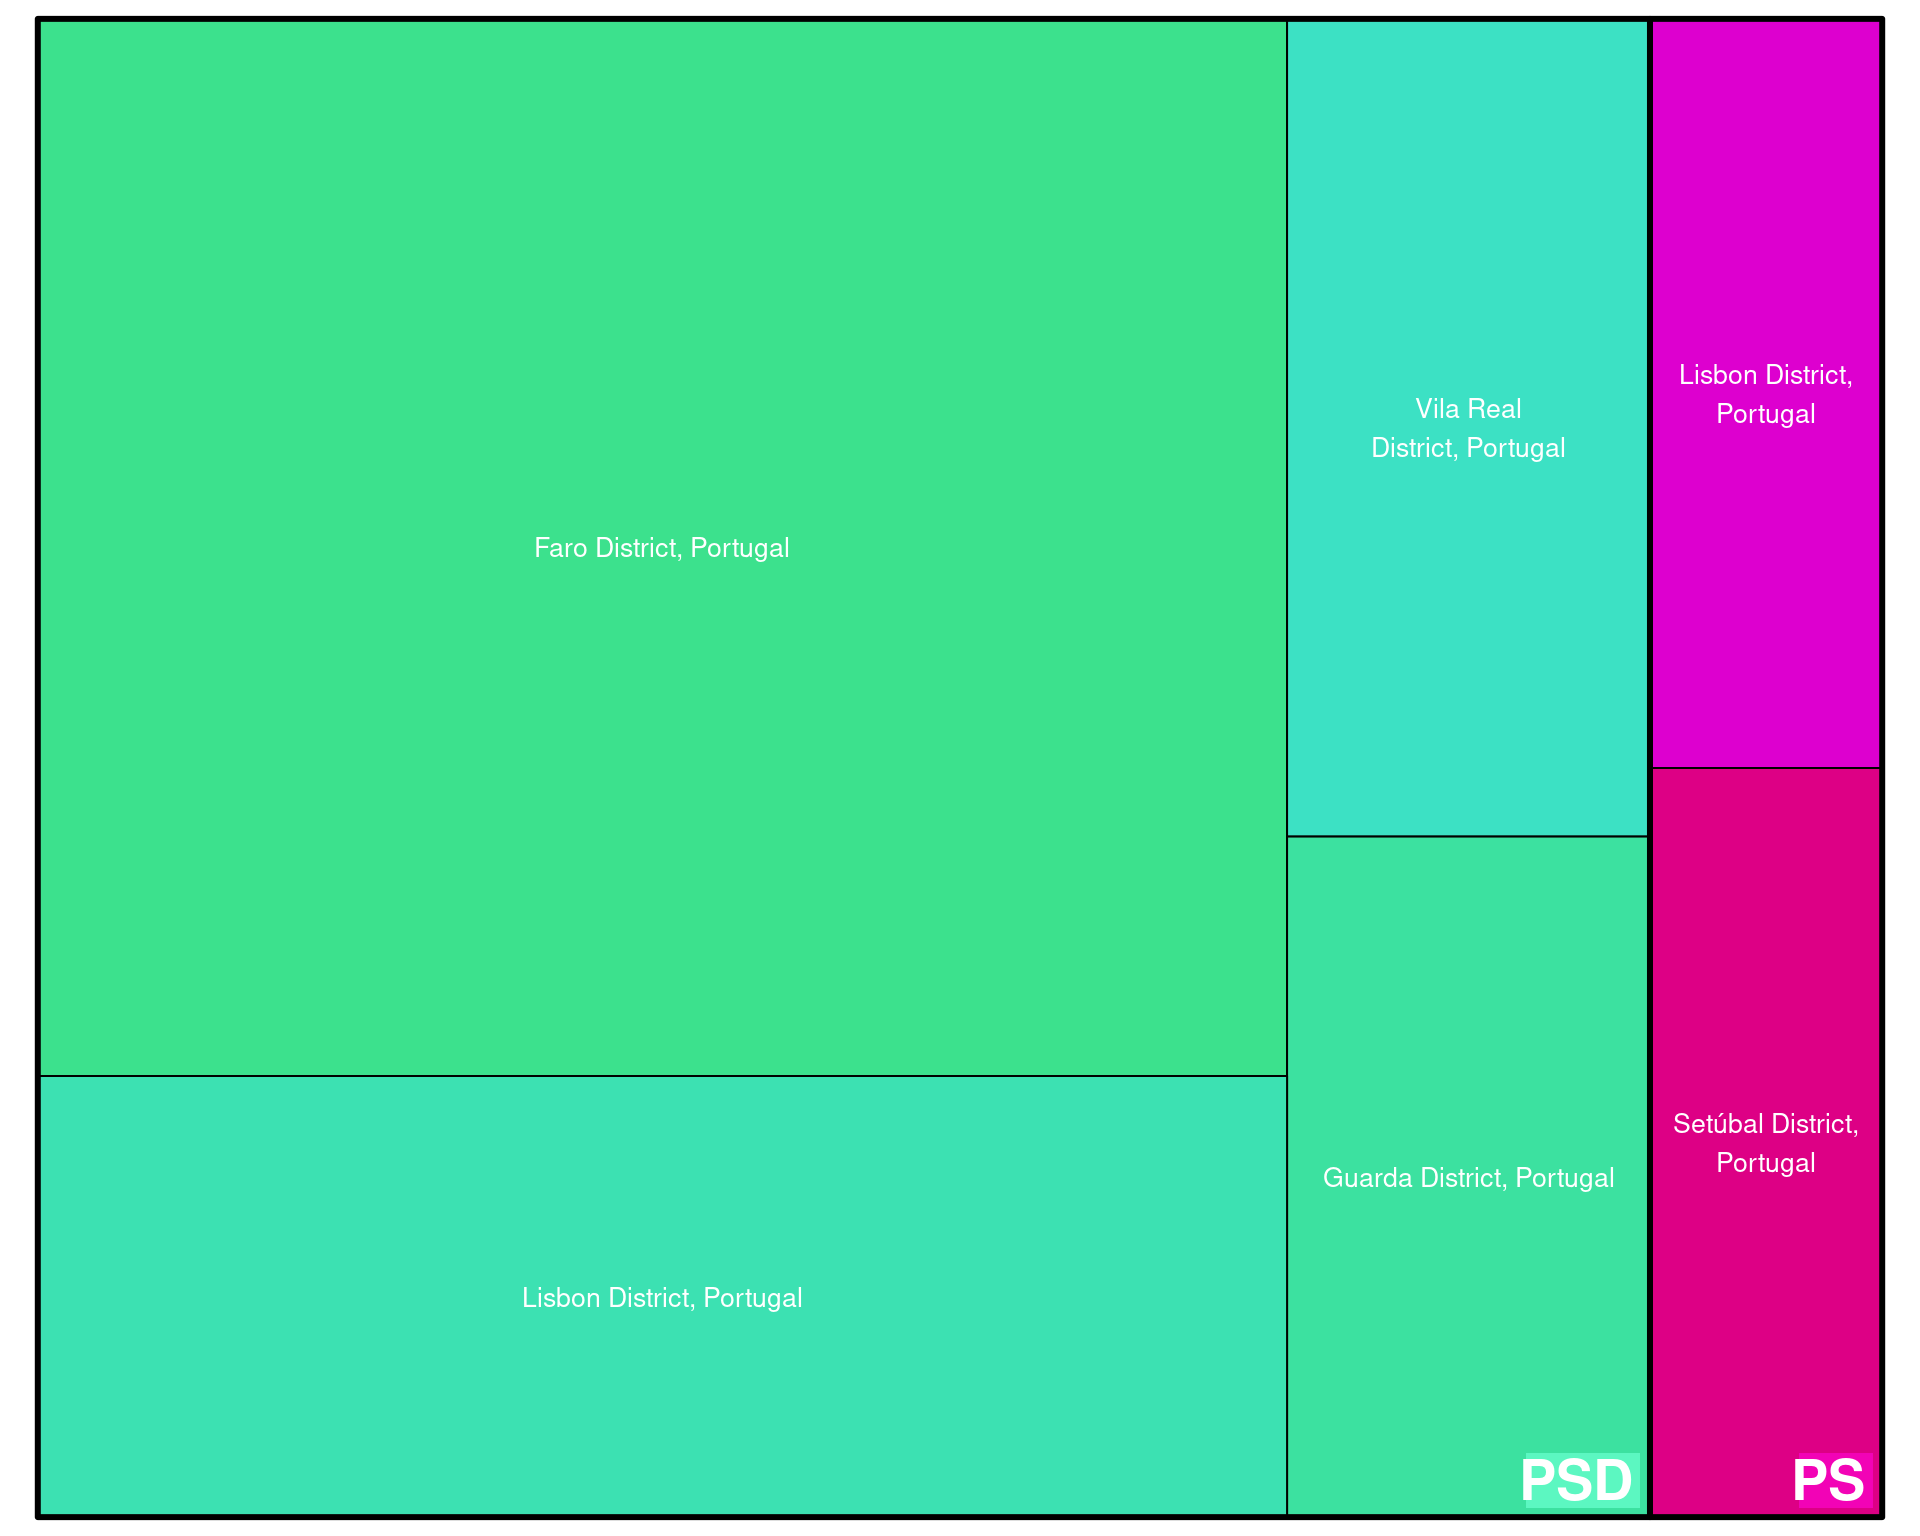 Faro District, Portugal
Lisbon District, Portugal
Vila Real
District, Portugal
Guarda District, Portugal
PSD
Lisbon District,
Portugal
Setúbal District,
Portugal
PS